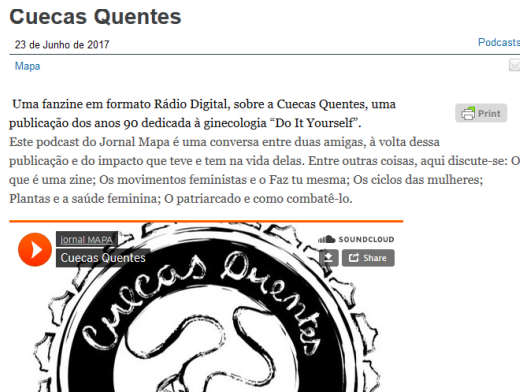 Cuecas Quentes
23 de Junho de 2017
Podcasts
Mapa
Uma fanzine em formato Rádio Digital, sobre a Cuecas Quentes, uma
publicação dos anos 90 dedicada à ginecologia “Do It Yourself”.
Print
Este podcast do Jornal Mapa é uma conversa entre duas amigas, à volta dessa
publicação e do impacto que teve e tem na vida delas. Entre outras coisas, aqui discute-se: O
que é uma zine; Os movimentos feministas e o Faz tu mesma; Os ciclos das mulheres;
Plantas e a saúde feminina; O patriarcado e como combatê-lo.
Jornal MAPA
SOUNDCLOUD
Cuecas Quentes
Share
Cuecas Quentes